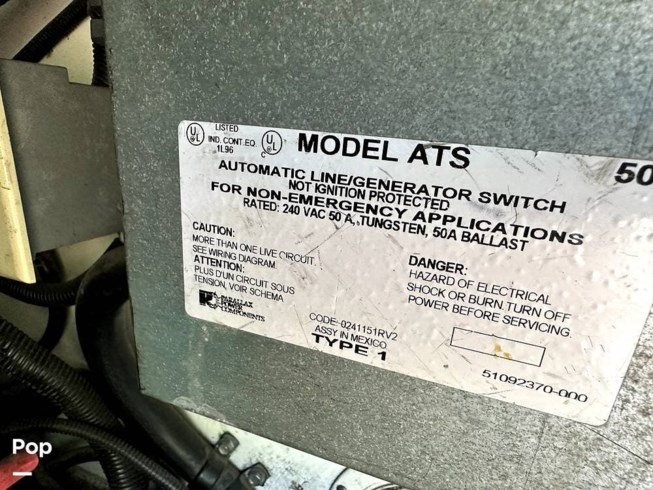 LISTED
IND. CONT. EQ.
1L96
MODEL ATS
50
AUTOMATIC LINE/GENERATOR SWITCH
NOT IGNITION PROTECTED
FOR NON-EMERGENCY APPLICATIONS
RATED: 240 VAC 50 A, TUNGSTEN, 50A BALLAST
CAUTION:
MORE THAN ONE LIVE CIRCUIT.
SEE WIRING DIAGRAM
ATTENTION:
PLUS D'UN CIRCUIT SOUS
TENSION, VOIR SCHEMA
PARALLAX
POWER
COMPONENTS
DANGER:
HAZARD OF ELECTRICAL
SHOCK OR BURN. TURN OFF
POWER BEFORE SERVICING
CODE-0241151RV2
ASSY IN MEXICO
TYPE 1
51092370-000
Pop